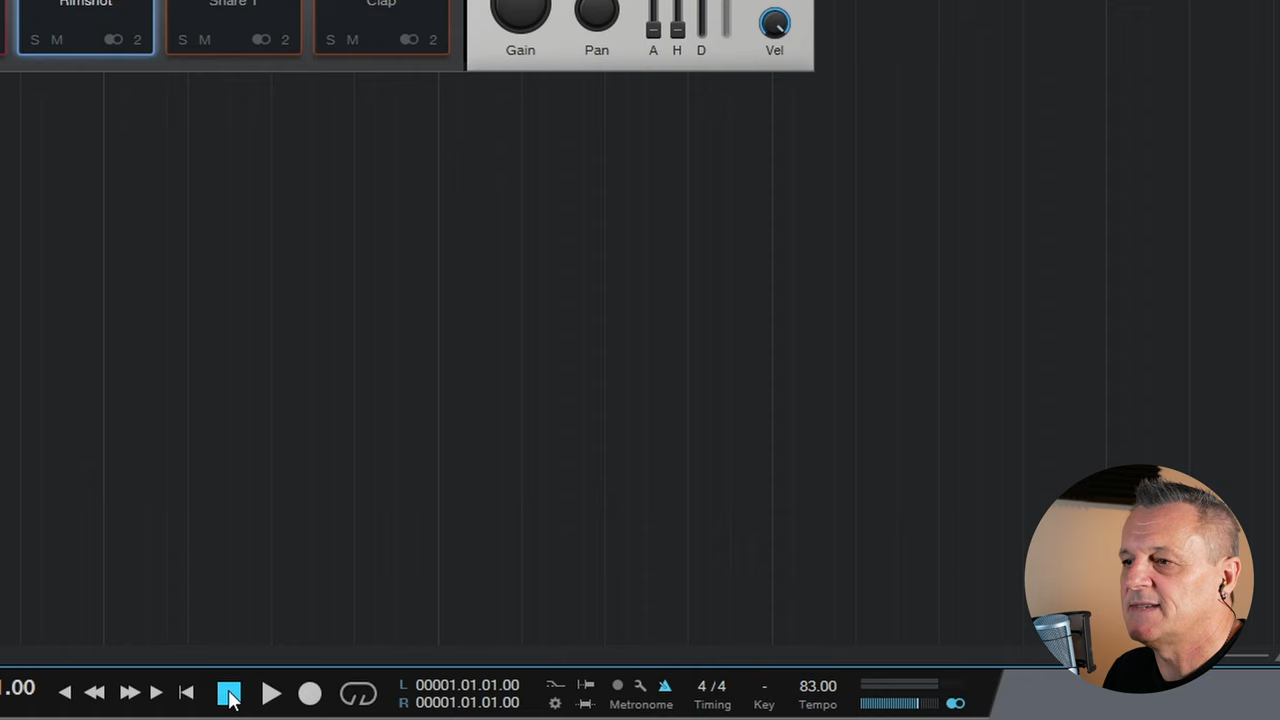 Rimshot
Snare 1
Clap
S M 2
S M 2
S M 2
Gain
Pan
A
H
D
Vel
1.00
L 00001.01.01.00
R 00001.01.01.00
Metronome
4 / 4
Timing
-
Key
83.00
Tempo